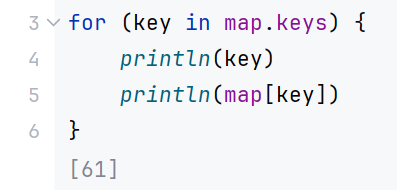 3 for (key in map.keys) {
4     println(key)
5     println(map[key])
6 }
[61]